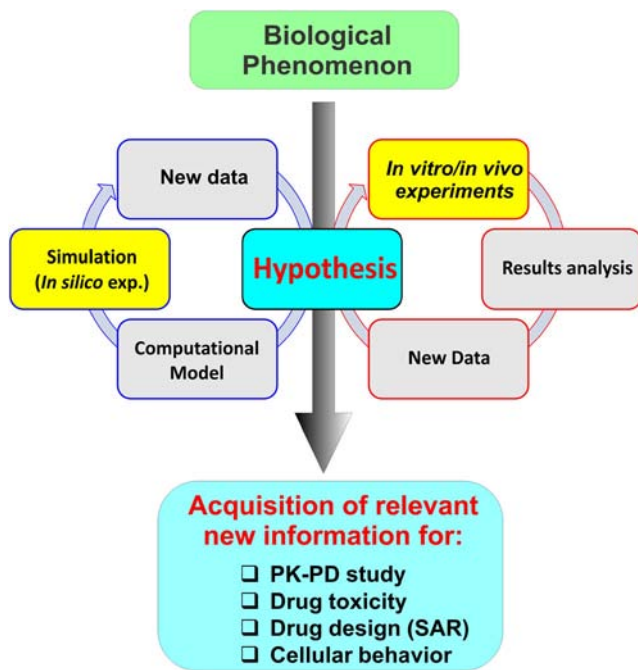 Biological
Phenomenon
New data
In vitro/in vivo
experiments
Simulation
(In silico exp.)
Hypothesis
Results analysis
Computational
Model
New Data
Acquisition of relevant
new information for:
❑ PK-PD study
❑ Drug toxicity
❑ Drug design (SAR)
❑ Cellular behavior